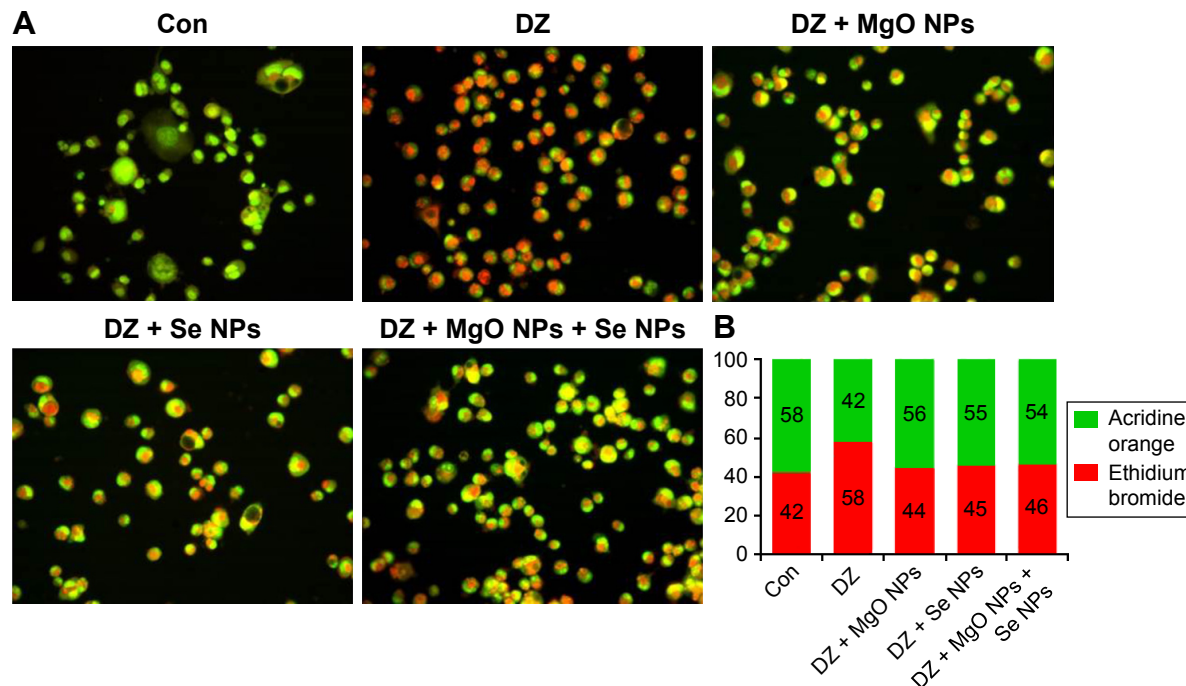 A
Con
DZ
DZ + MgO NPs
DZ + Se NPs
DZ + MgO NPs + Se NPs
B
100
80
60
40
20
0
58
42
56
55
54
42
58
44
45
46
Con
DZ
DZ + MgO NPs
DZ + Se NPs
DZ + MgO NPs +
Se NPs
Acridine
orange
Ethidium
bromide